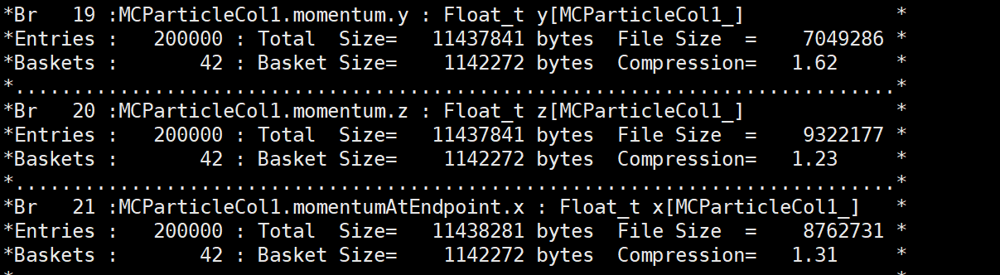 *Br   19 :MCParticleCol1.momentum.y : Float_t y[MCParticleCol1_]             *
*Entries :   200000 : Total  Size=   11437841 bytes  File Size  =    7049286 *
*Baskets :       42 : Basket Size=    1142272 bytes  Compression=   1.62     *
*............................................................................*
*Br   20 :MCParticleCol1.momentum.z : Float_t z[MCParticleCol1_]             *
*Entries :   200000 : Total  Size=   11437841 bytes  File Size  =    9322177 *
*Baskets :       42 : Basket Size=    1142272 bytes  Compression=   1.23     *
*............................................................................*
*Br   21 :MCParticleCol1.momentumAtEndpoint.x : Float_t x[MCParticleCol1_]   *
*Entries :   200000 : Total  Size=   11438281 bytes  File Size  =    8762731 *
*Baskets :       42 : Basket Size=    1142272 bytes  Compression=   1.31     *